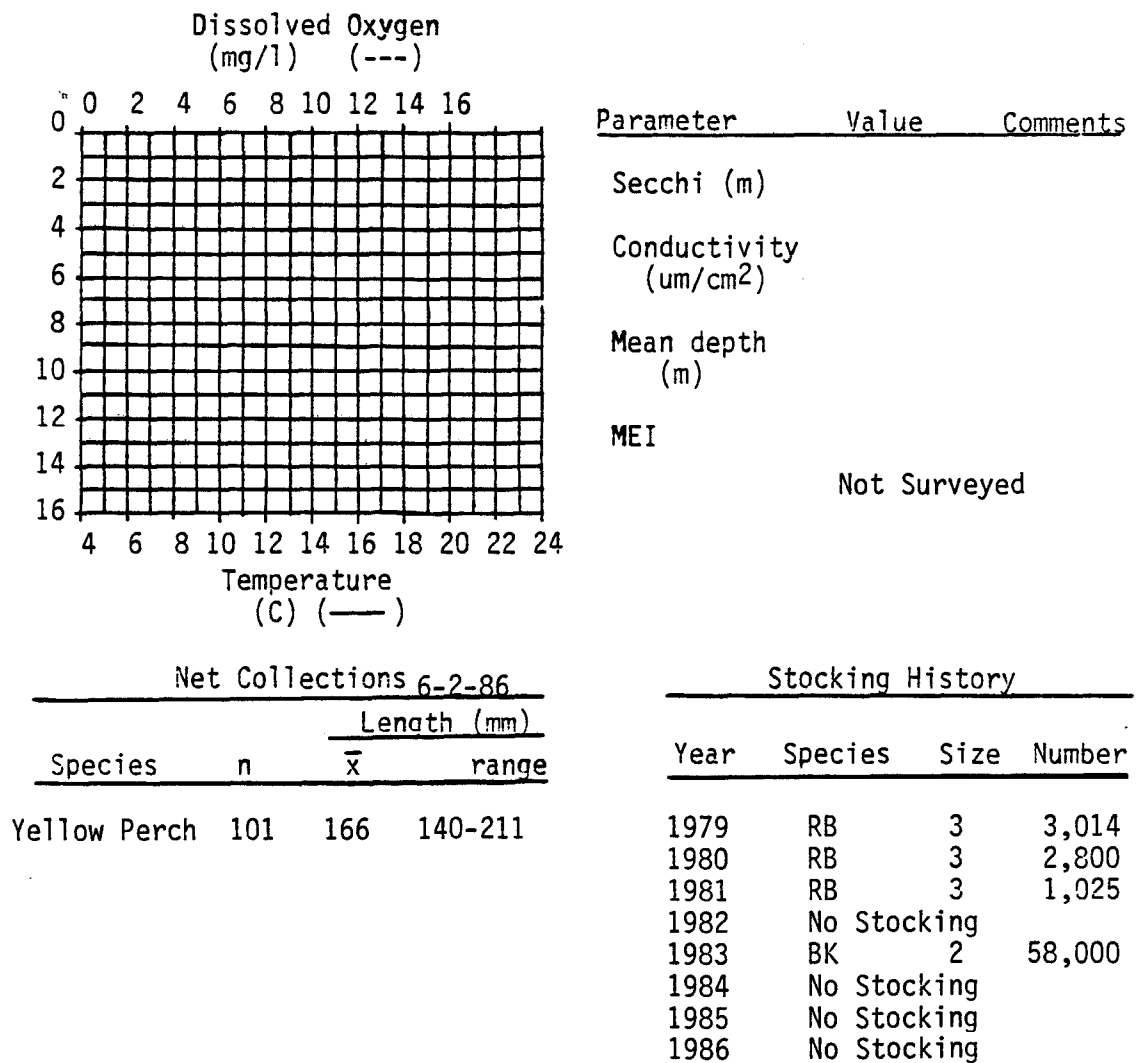 Dissolved Oxygen
(mg/l) (---)
0 2 4 6 8 10 12 14 16
0
2
4
6
8
10
12
14
16
4 6 8 10 12 14 16 18 20 22 24
Temperature
(C) (—— )
Parameter Value Comments
Secchi (m)
Conductivity
(um/cm2)
Mean depth
(m)
MEI
Not Surveyed
Net Collections 6-2-86
Length (mm)
Species n x̄ range
Yellow Perch 101 166 140-211
Stocking History
Year Species Size Number
1979 RB 3 3,014
1980 RB 3 2,800
1981 RB 3 1,025
1982 No Stocking
1983 BK 2 58,000
1984 No Stocking
1985 No Stocking
1986 No Stocking